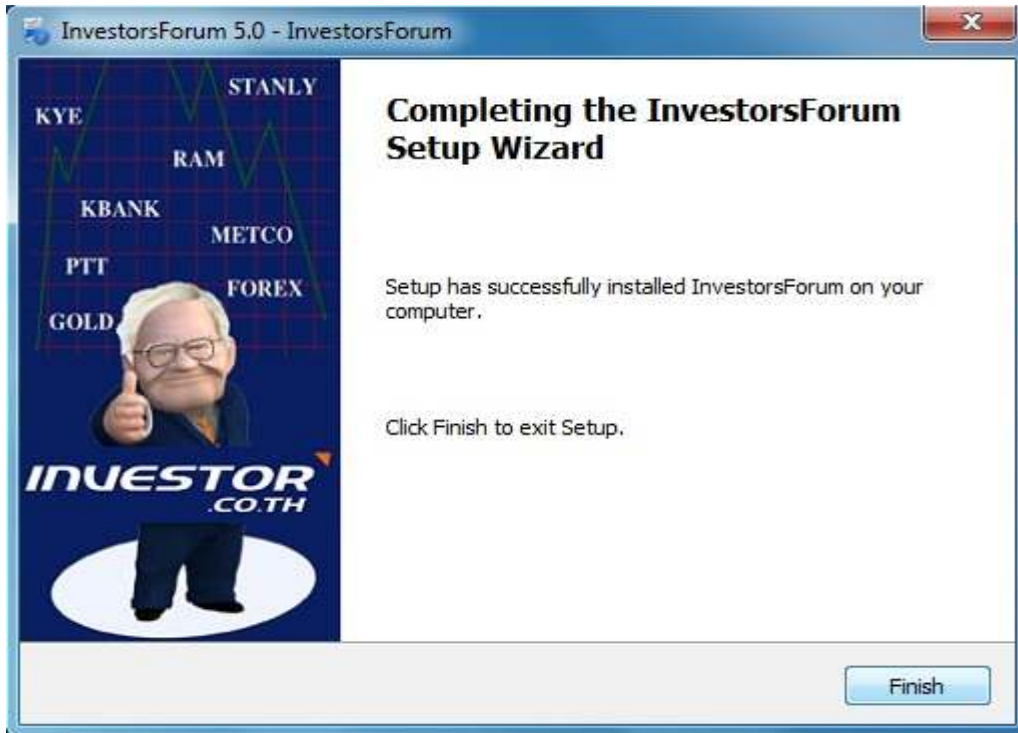 InvestorsForum 5.0 - InvestorsForum
STANLY
KYE
RAM
KBANK
METCO
PTT
FOREX
GOLD
INVESTOR
.CO.TH
Completing the InvestorsForum
Setup Wizard
Setup has successfully installed InvestorsForum on your
computer.
Click Finish to exit Setup.
Finish